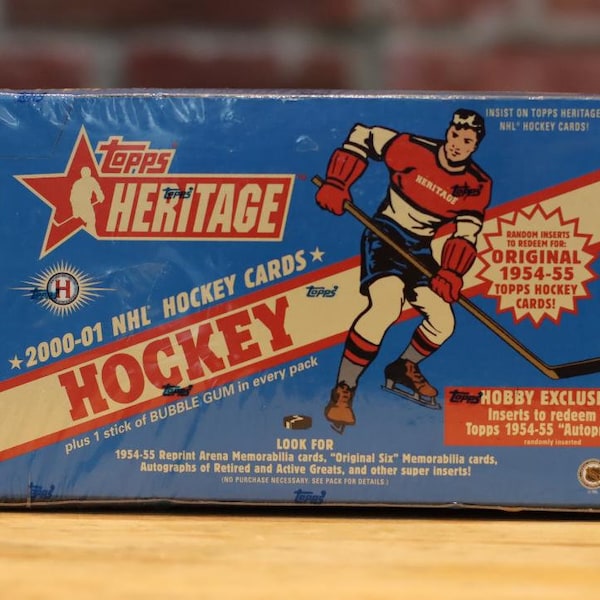 INSIST ON TOPPS HERITAGE
NHL® HOCKEY CARDS!
topps
HERITAGE
HERITAGE
RANDOM INSERTS
TO REDEEM FOR:
ORIGINAL
1954-55
TOPPS HOCKEY
CARDS!
H
★2000-01 NHL® HOCKEY CARDS★
HOCKEY
plus 1 stick of BUBBLE GUM in every pack
HOBBY EXCLUSI
Inserts to redeem
Topps 1954-55 "Autop
randomly inserted
LOOK FOR
1954-55 Reprint Arena Memorabilia cards, "Original Six" Memorabilia cards,
Autographs of Retired and Active Greats, and other super inserts!
(NO PURCHASE NECESSARY. SEE PACK FOR DETAILS.)
topps
topps
topps
topps
topps
topps
topps
topps
topps